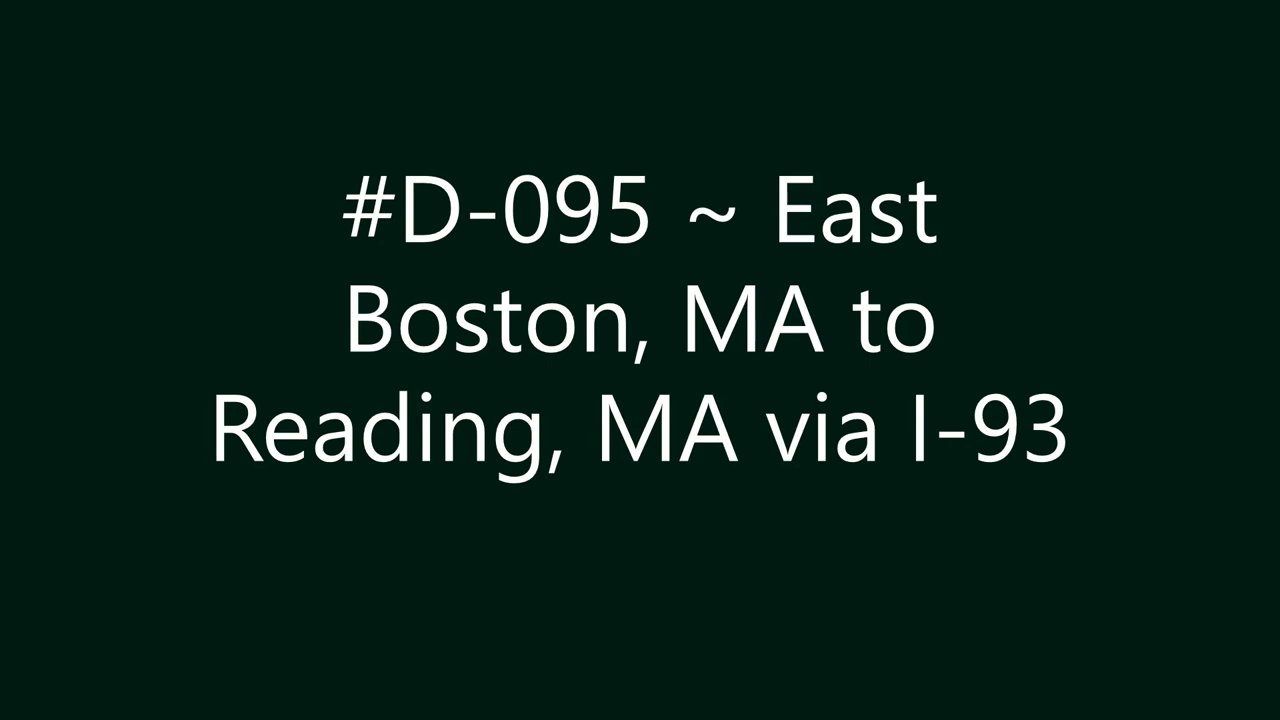 #D-095 ~ East
Boston, MA to
Reading, MA via I-93